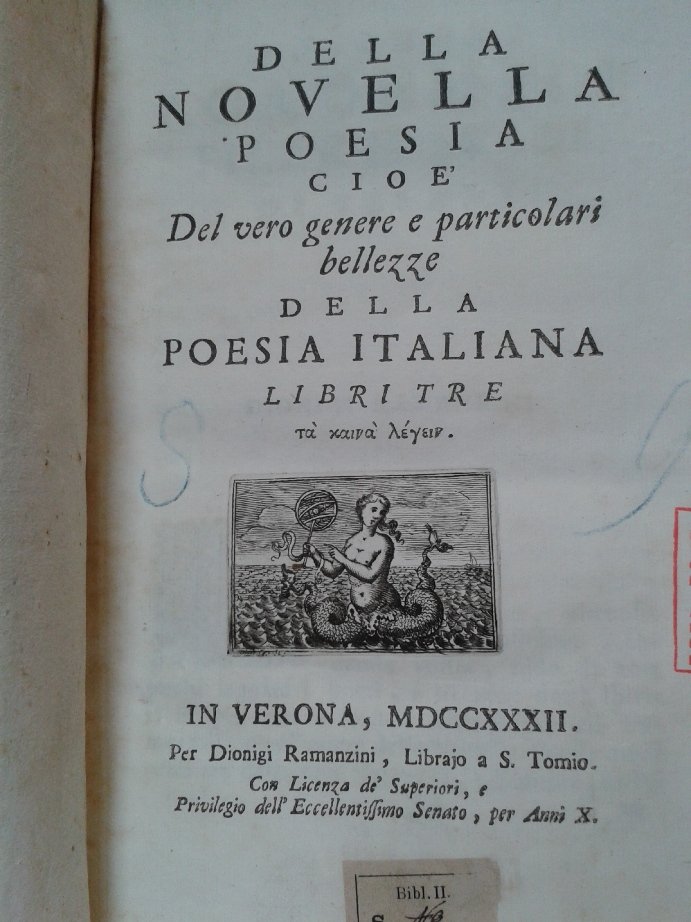 DELLA
NOVELLA
POESIA
CIOE'
Del vero genere e particolari
bellezze
DELLA
POESIA ITALIANA
LIBRI TRE
τὰ καινὰ λέγειν.
IN VERONA, MDCCXXXII.
Per Dionigi Ramanzini, Librajo a S. Tomio.
Con Licenza de' Superiori, e
Privilegio dell' Eccellentiſſimo Senato, per Anni X.
Bibl. II.
S